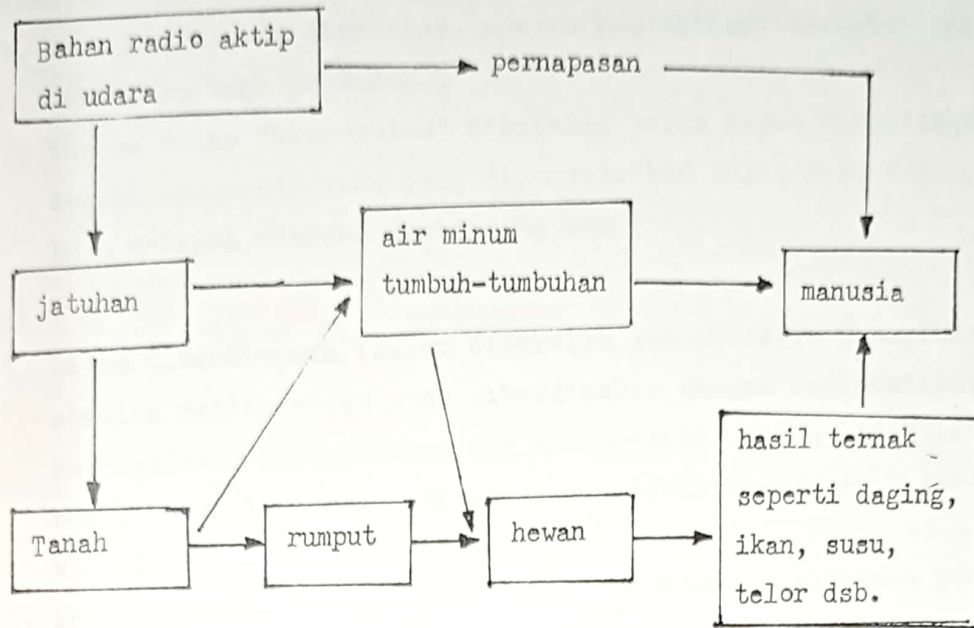 Bahan radio aktip
di udara
pernapasan
air minum
tumbuh-tumbuhan
jatuhan
manusia
hasil ternak
seperti daging,
ikan, susu,
telor dsb.
Tanah
rumput
hewan